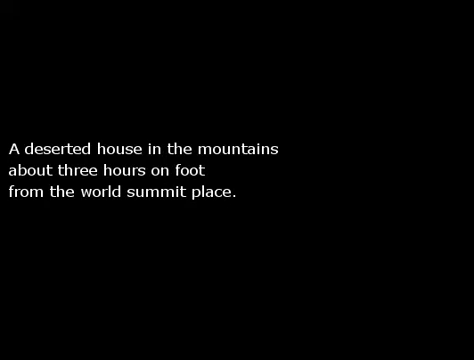 A deserted house in the mountains
about three hours on foot
from the world summit place.